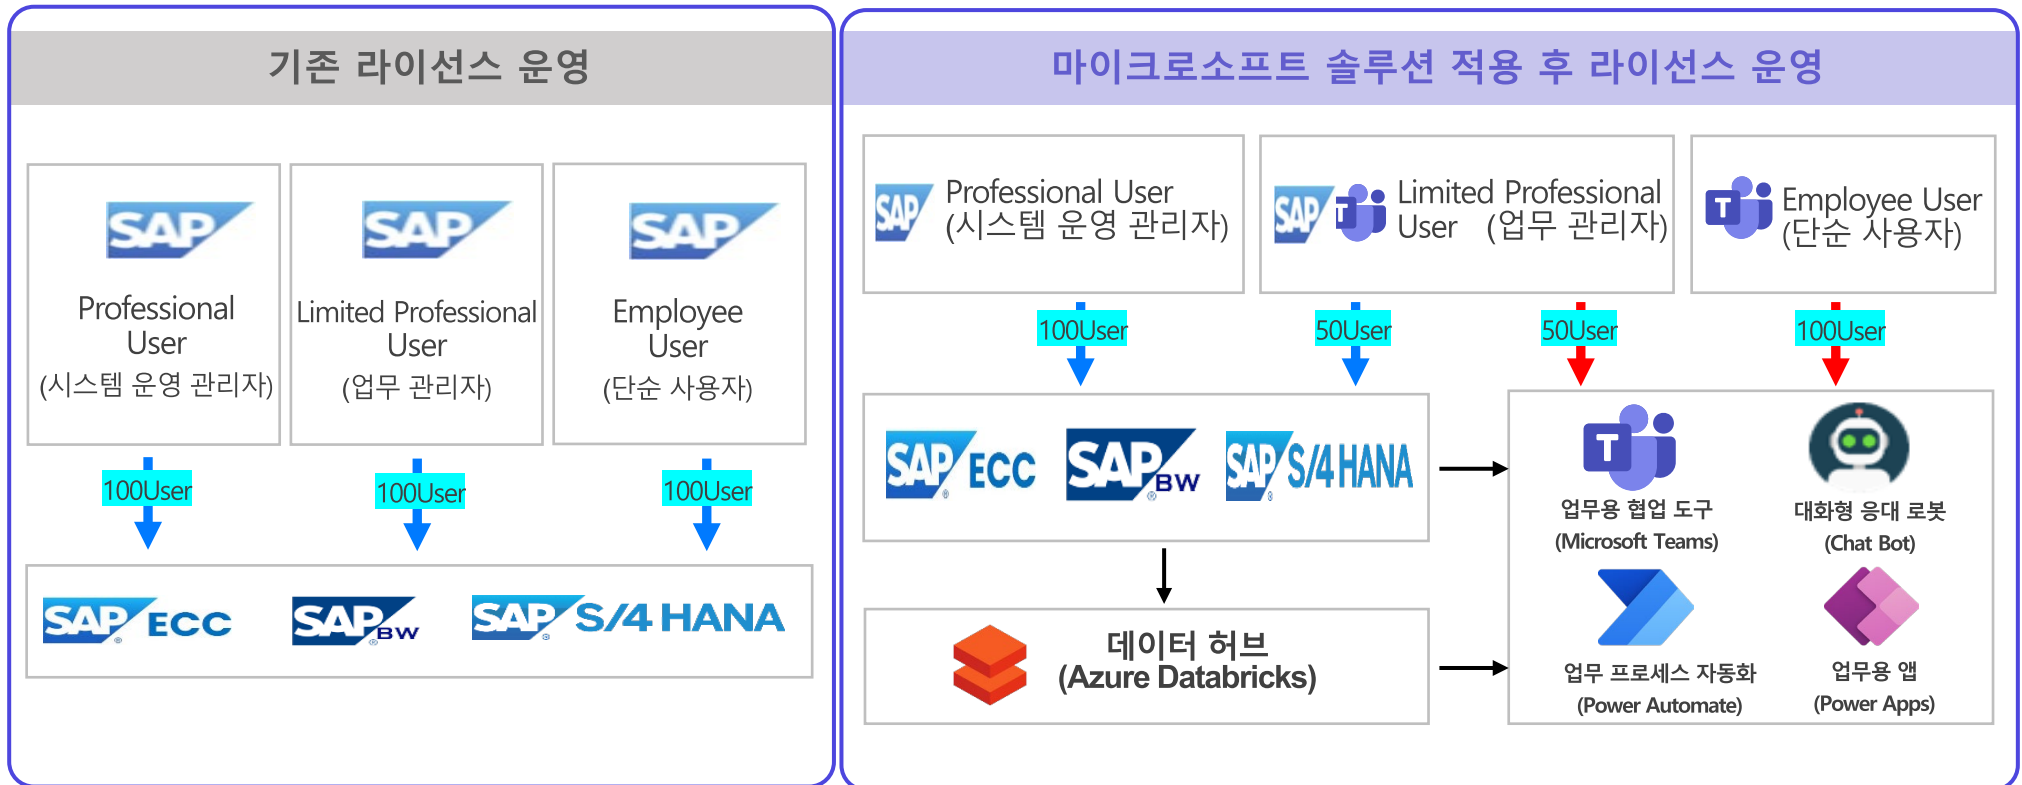 기존 라이선스 운영
SAP
Professional
User
(시스템 운영 관리자)
SAP
Limited Professional
User
(업무 관리자)
SAP
Employee
User
(단순 사용자)
100User
100User
100User
SAP® ECC
SAP® BW
SAP® S/4 HANA
마이크로소프트 솔루션 적용 후 라이선스 운영
SAP
Professional User
(시스템 운영 관리자)
SAP
T
Limited Professional
User (업무 관리자)
T
Employee User
(단순 사용자)
100User
50User
50User
100User
SAP® ECC
SAP® BW
SAP® S/4 HANA
데이터 허브
(Azure Databricks)
T
업무용 협업 도구
(Microsoft Teams)
대화형 응대 로봇
(Chat Bot)
업무 프로세스 자동화
(Power Automate)
업무용 앱
(Power Apps)